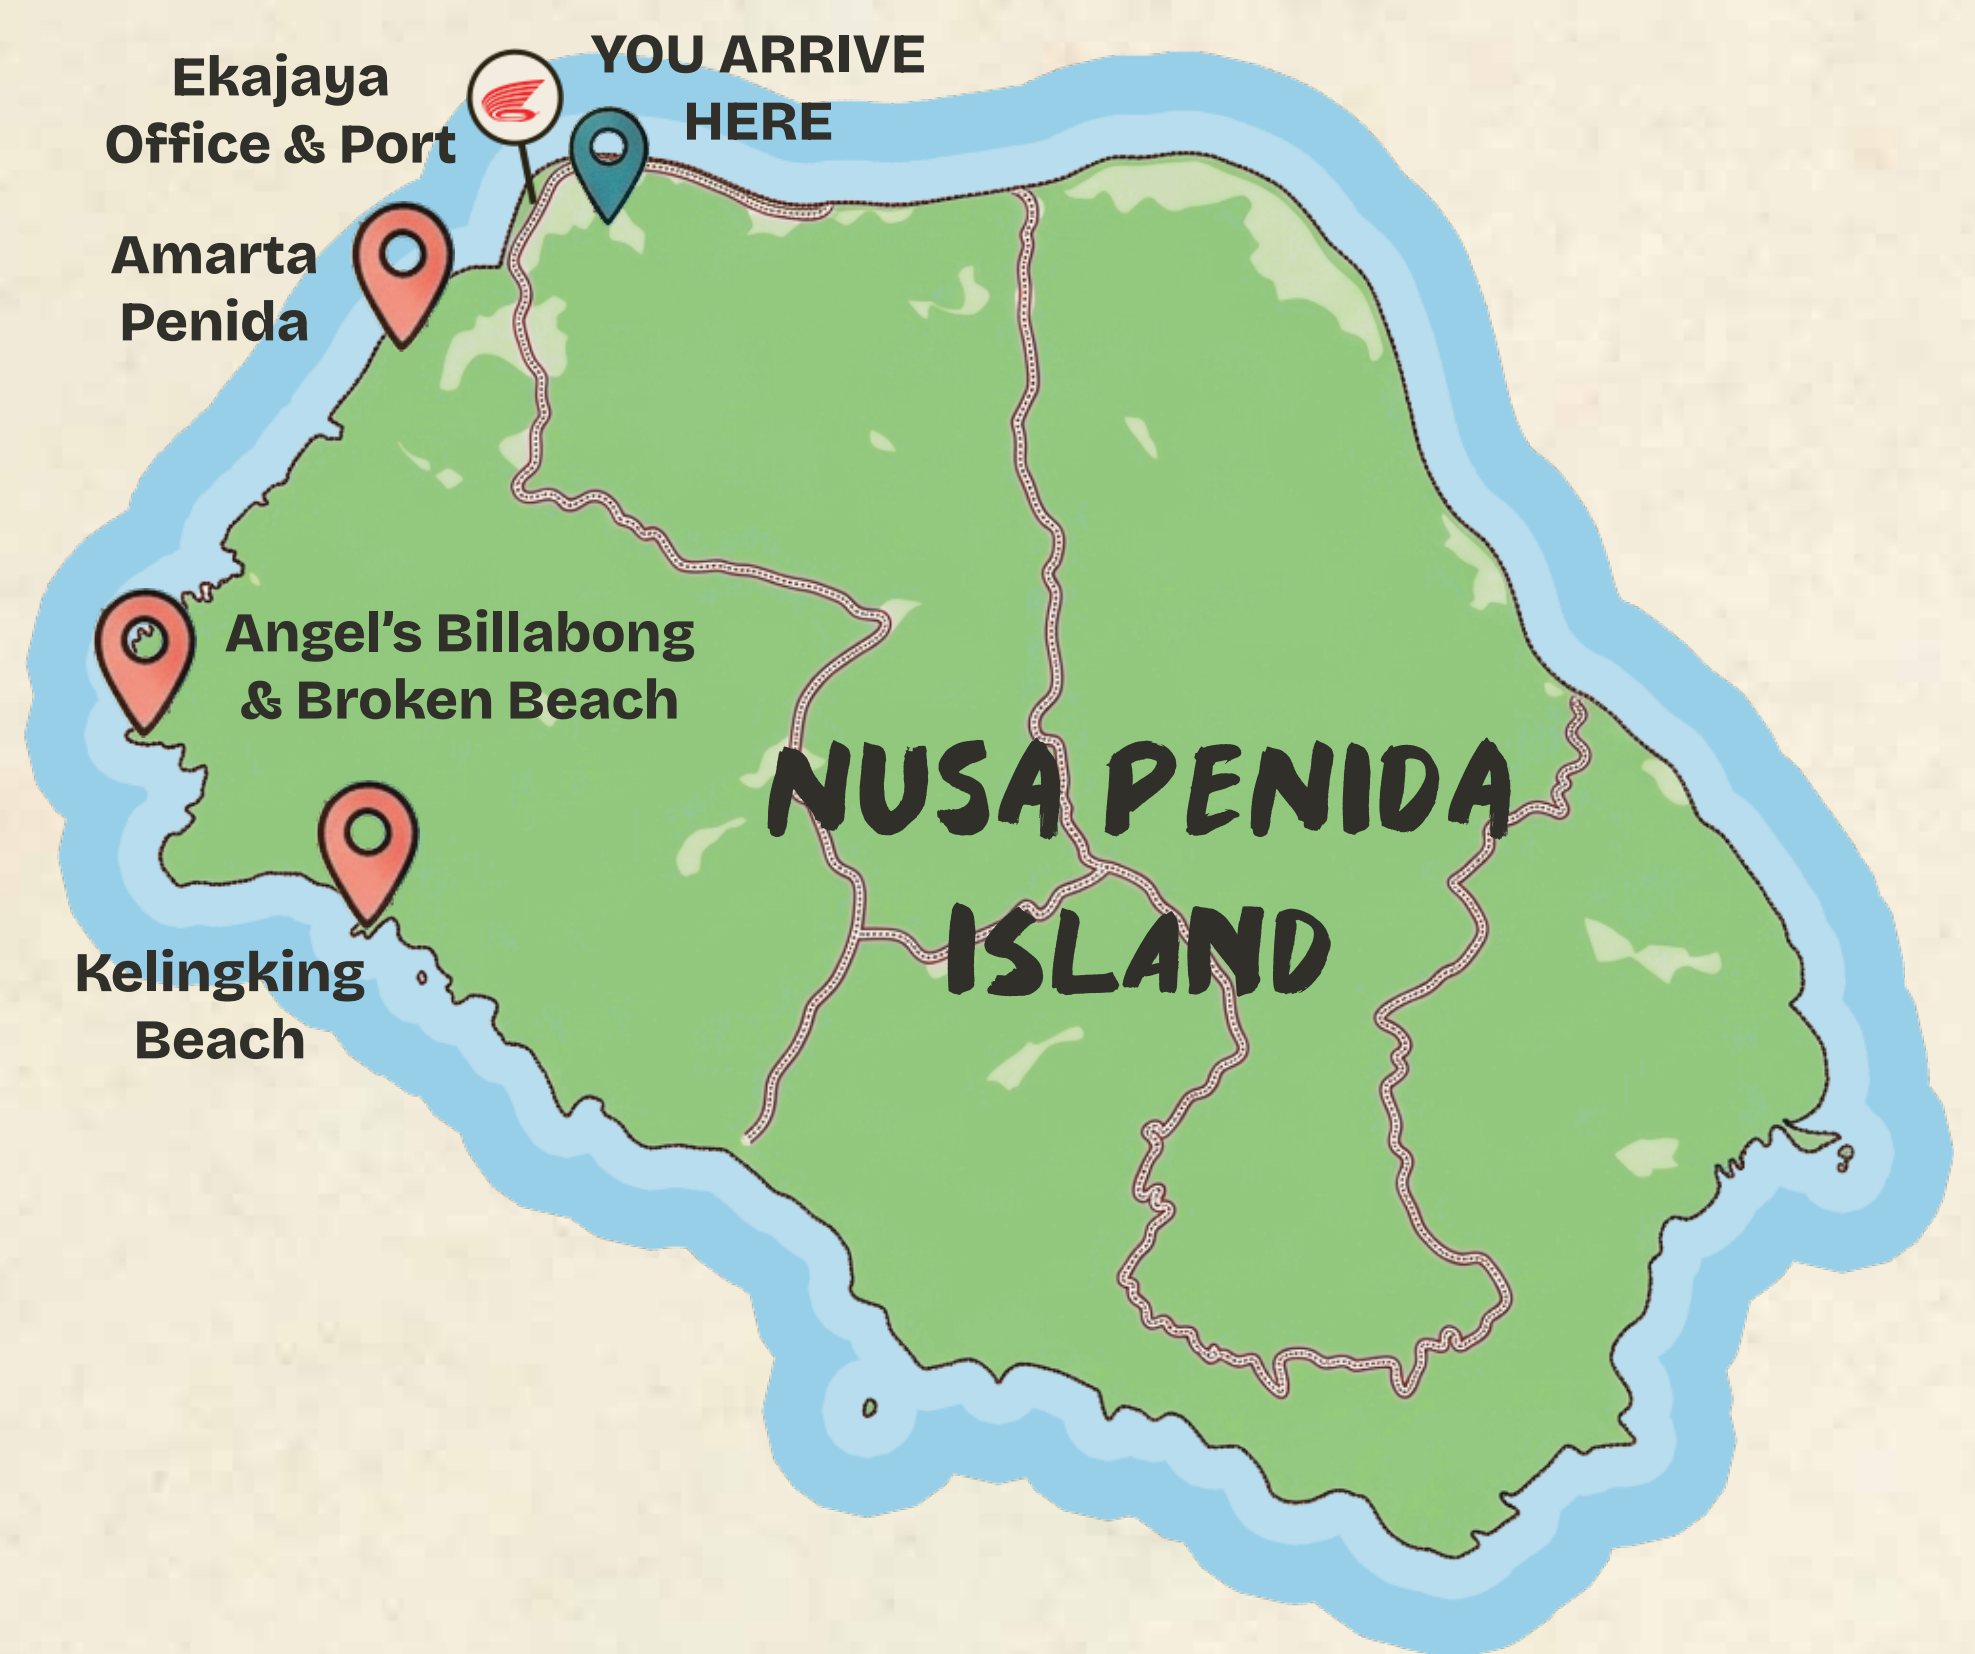 Ekajaya
Office & Port
YOU ARRIVE
HERE
Amarta
Penida
Angel's Billabong
& Broken Beach
NUSA PENIDA
ISLAND
Kelingking
Beach